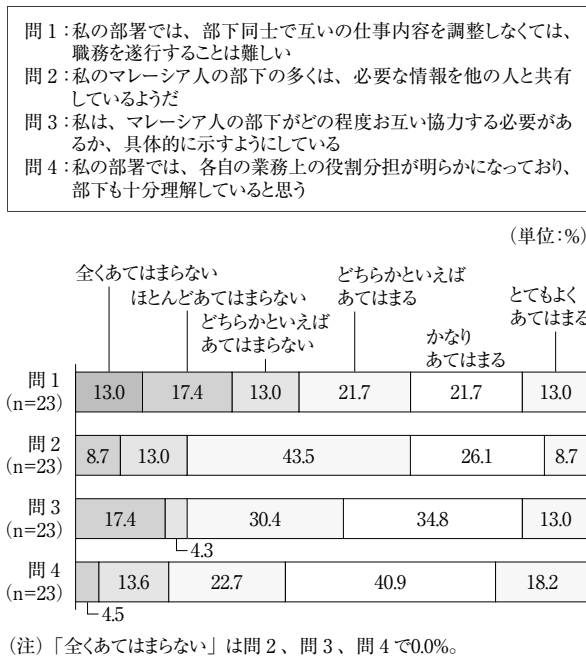 問1：私の部署では、部下同士で互いの仕事内容を調整しなくては、
職務を遂行することは難しい
問2：私のマレーシア人の部下の多くは、必要な情報を他の人と共有
しているようだ
問3：私は、マレーシア人の部下がどの程度お互い協力する必要があ
るか、具体的に示すようにしている
問4：私の部署では、各自の業務上の役割分担が明らかになっており、
部下も十分理解していると思う
（単位：%）
全くあてはまらない
ほとんどあてはまらない
どちらかといえば
あてはまらない
どちらかといえば
あてはまる
かなり
あてはまる
とてもよく
あてはまる
問1
(n=23)
13.0 17.4 13.0 21.7 21.7 13.0
問2
(n=23)
8.7 13.0 43.5 26.1 8.7
問3
(n=23)
17.4 30.4 34.8 13.0
4.3
問4
(n=23)
13.6 22.7 40.9 18.2
4.5
（注）「全くあてはまらない」は問2、問3、問4で0.0%。